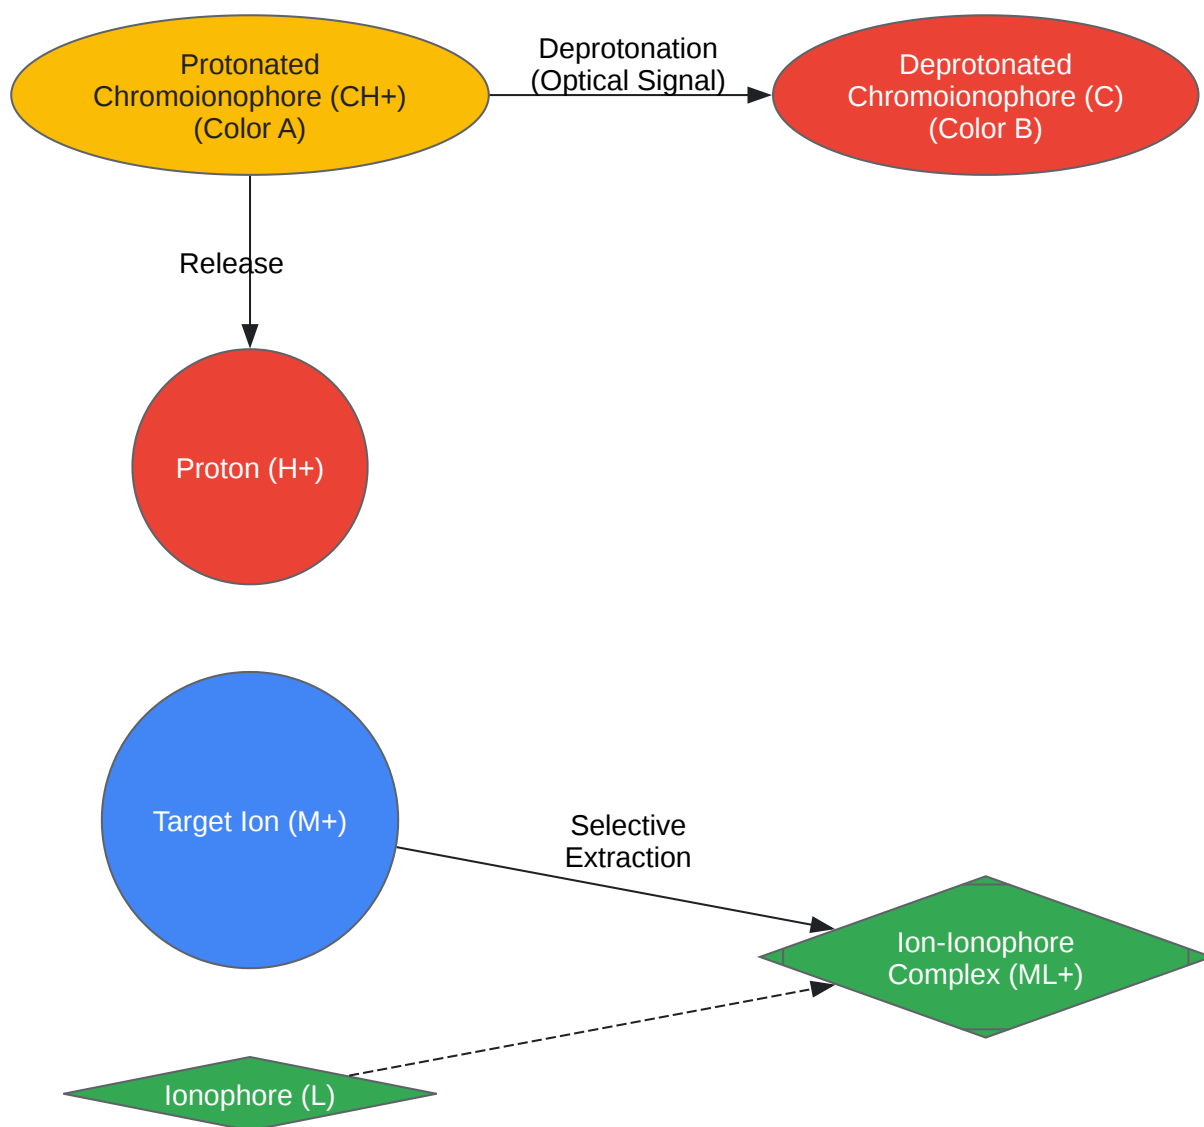 Protonated
Chromoionophore (CH+)
(Color A)
Deprotonation
(Optical Signal)
Deprotonated
Chromoionophore (C)
(Color B)
Release
Proton (H+)
Target Ion (M+)
Selective
Extraction
Ion-Ionophore
Complex (ML+)
Ionophore (L)